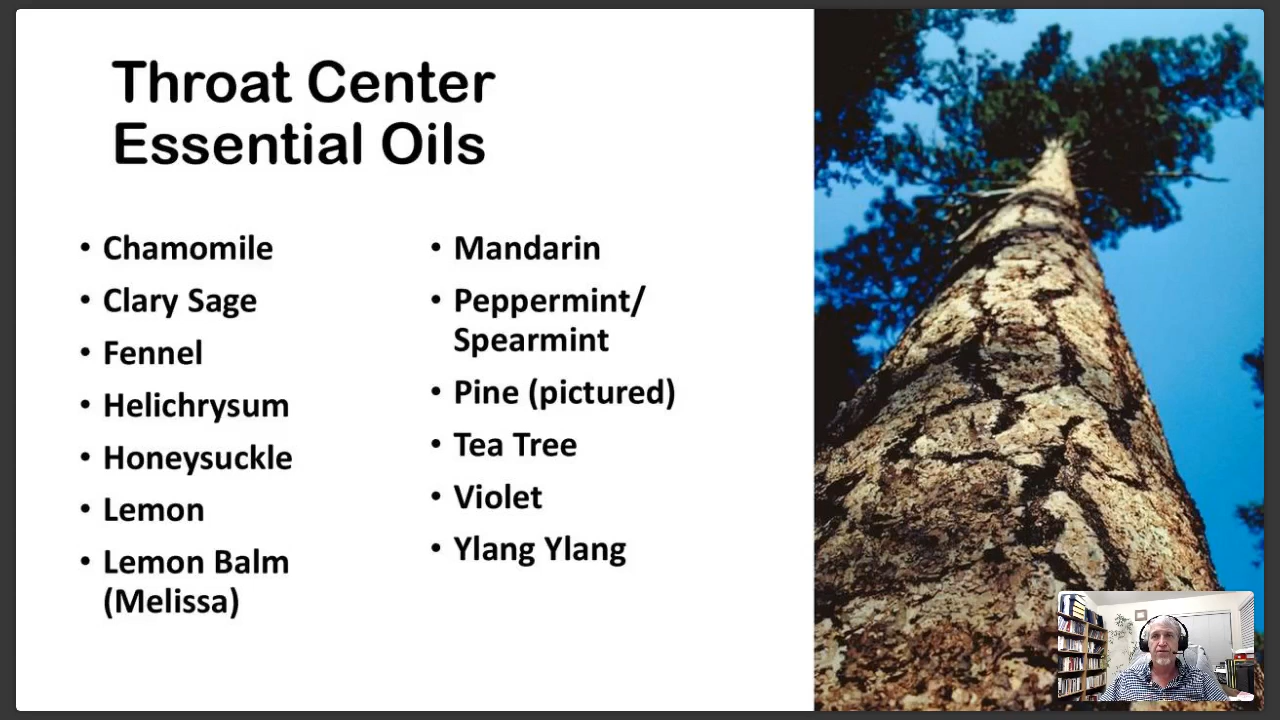 Throat Center
Essential Oils
• Chamomile
• Clary Sage
• Fennel
• Helichrysum
• Honeysuckle
• Lemon
• Lemon Balm
(Melissa)
• Mandarin
• Peppermint/
Spearmint
• Pine (pictured)
• Tea Tree
• Violet
• Ylang Ylang